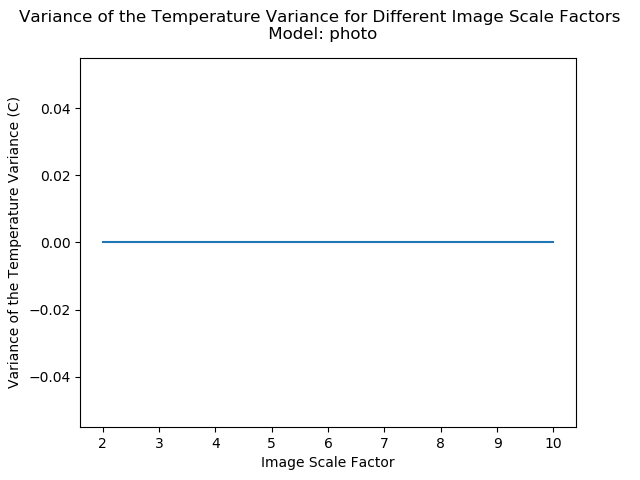 Variance of the Temperature Variance for Different Image Scale Factors
Model: photo
Variance of the Temperature Variance (C)
0.04
0.02
0.00
−0.02
−0.04
2 3 4 5 6 7 8 9 10
Image Scale Factor